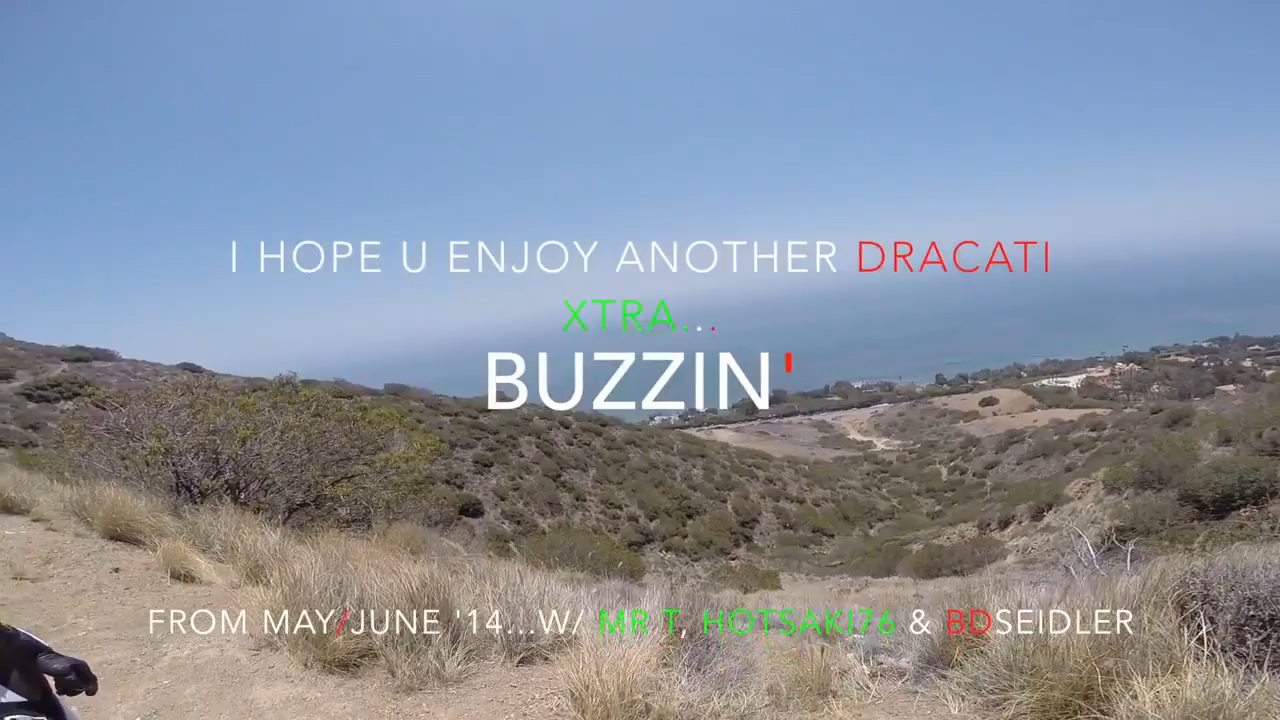 I HOPE U ENJOY ANOTHER DRACATI
XTRA...
BUZZIN'
FROM MAY/JUNE '14...W/ MR T, HOTSAKI76 & BDSEIDLER